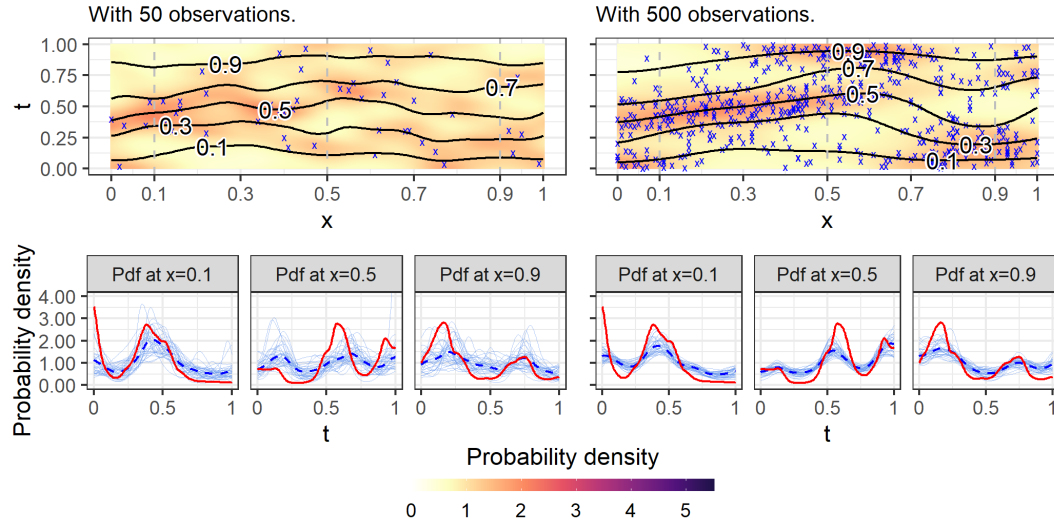 With 50 observations.
With 500 observations.
t
1.00
0.75
0.50
0.25
0.00
0.9
0.7
0.5
0.3
0.1
0 0.1 0.3 0.5 0.7 0.9 1
x
0.9
0.7
0.5
0.3
0.1
0 0.1 0.3 0.5 0.7 0.9 1
x
Probability density
Pdf at x=0.1
Pdf at x=0.5
Pdf at x=0.9
Pdf at x=0.1
Pdf at x=0.5
Pdf at x=0.9
4.00
3.00
2.00
1.00
0.00
0 0.5 1 0 0.5 1 0 0.5 1
t
0 0.5 1 0 0.5 1 0 0.5 1
t
Probability density
0 1 2 3 4 5